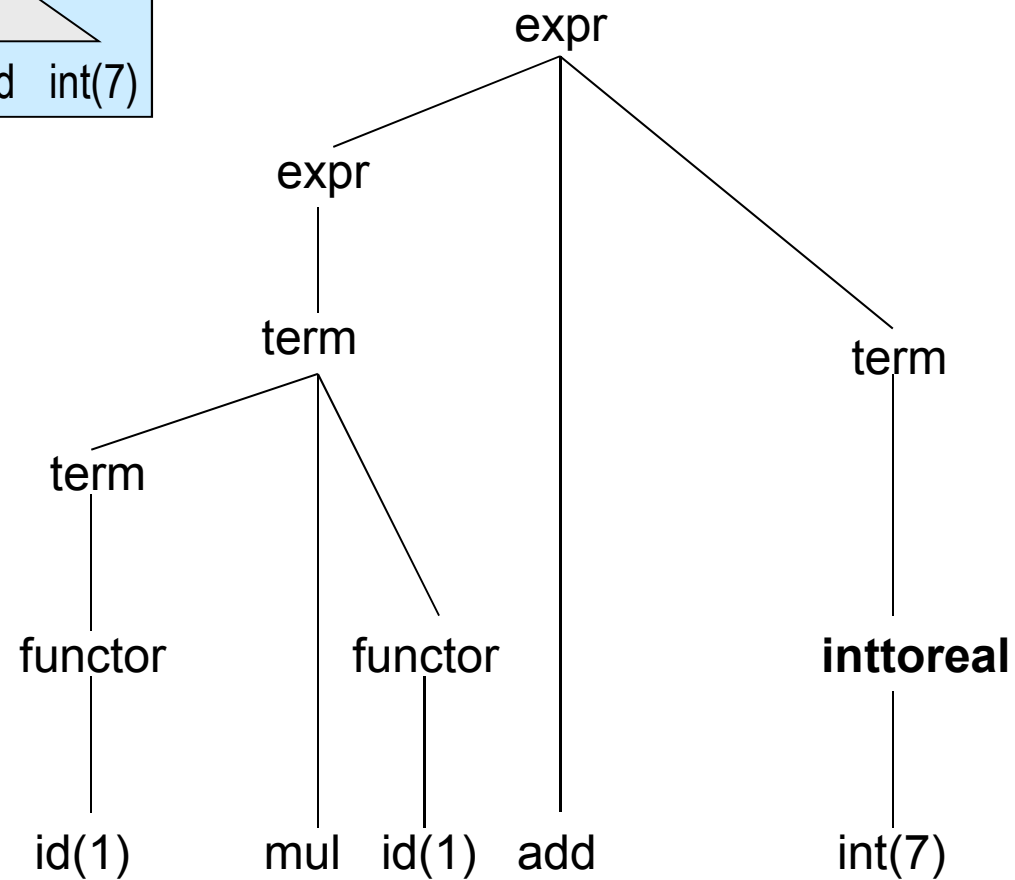 expr
int(7)
expr
term
term
term
functor
functor
inttoreal
id(1)
mul
id(1)
add
int(7)